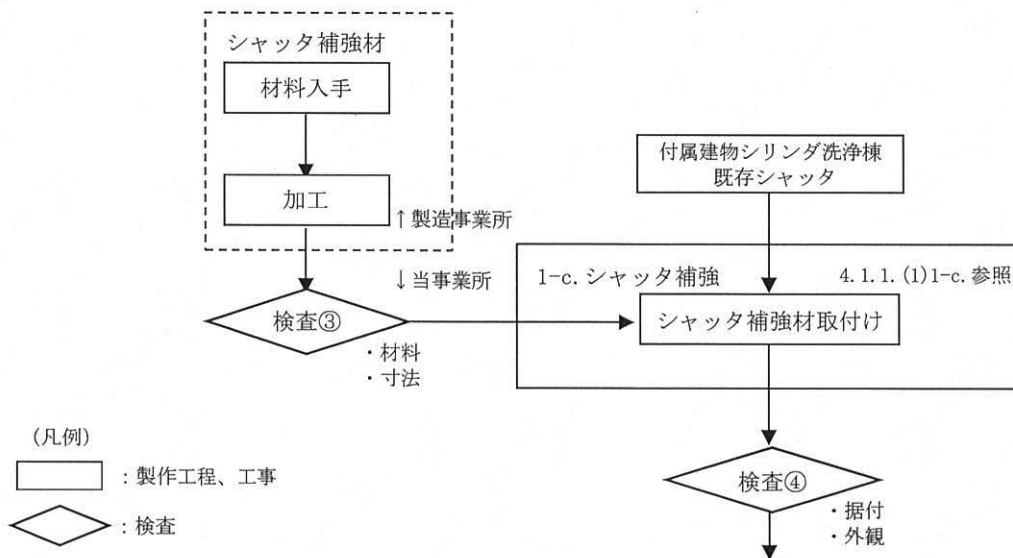 シャッタ補強材
材料入手
加工
↑製造事業所
↓当事業所
検査③
・材料
・寸法
付属建物シリンダ洗浄棟
既存シャッタ
1-c. シャッタ補強
4.1.1.(1)1-c. 参照
シャッタ補強材取付け
検査④
・据付
・外観
(凡例)
：製作工程、工事
：検査